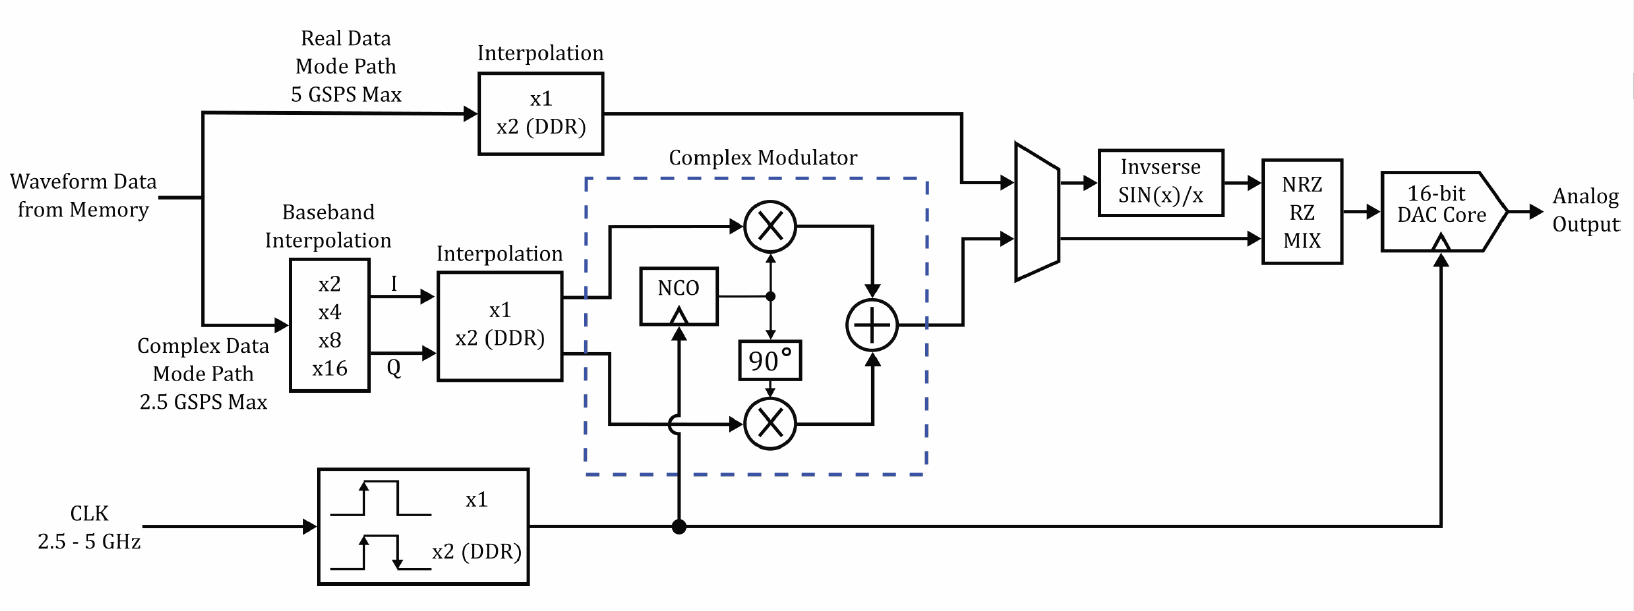 Real Data
Mode Path
5 GSPS Max
Interpolation
x1
x2 (DDR)
Complex Modulator
Waveform Data
from Memory
Baseband
Interpolation
x2
x4
x8
x16
I
Q
Interpolation
x1
x2 (DDR)
Complex Data
Mode Path
2.5 GSPS Max
NCO
90°
Invserse
SIN(x)/x
NRZ
RZ
MIX
16-bit
DAC Core
Analog
Output
CLK
2.5 - 5 GHz
x1
x2 (DDR)